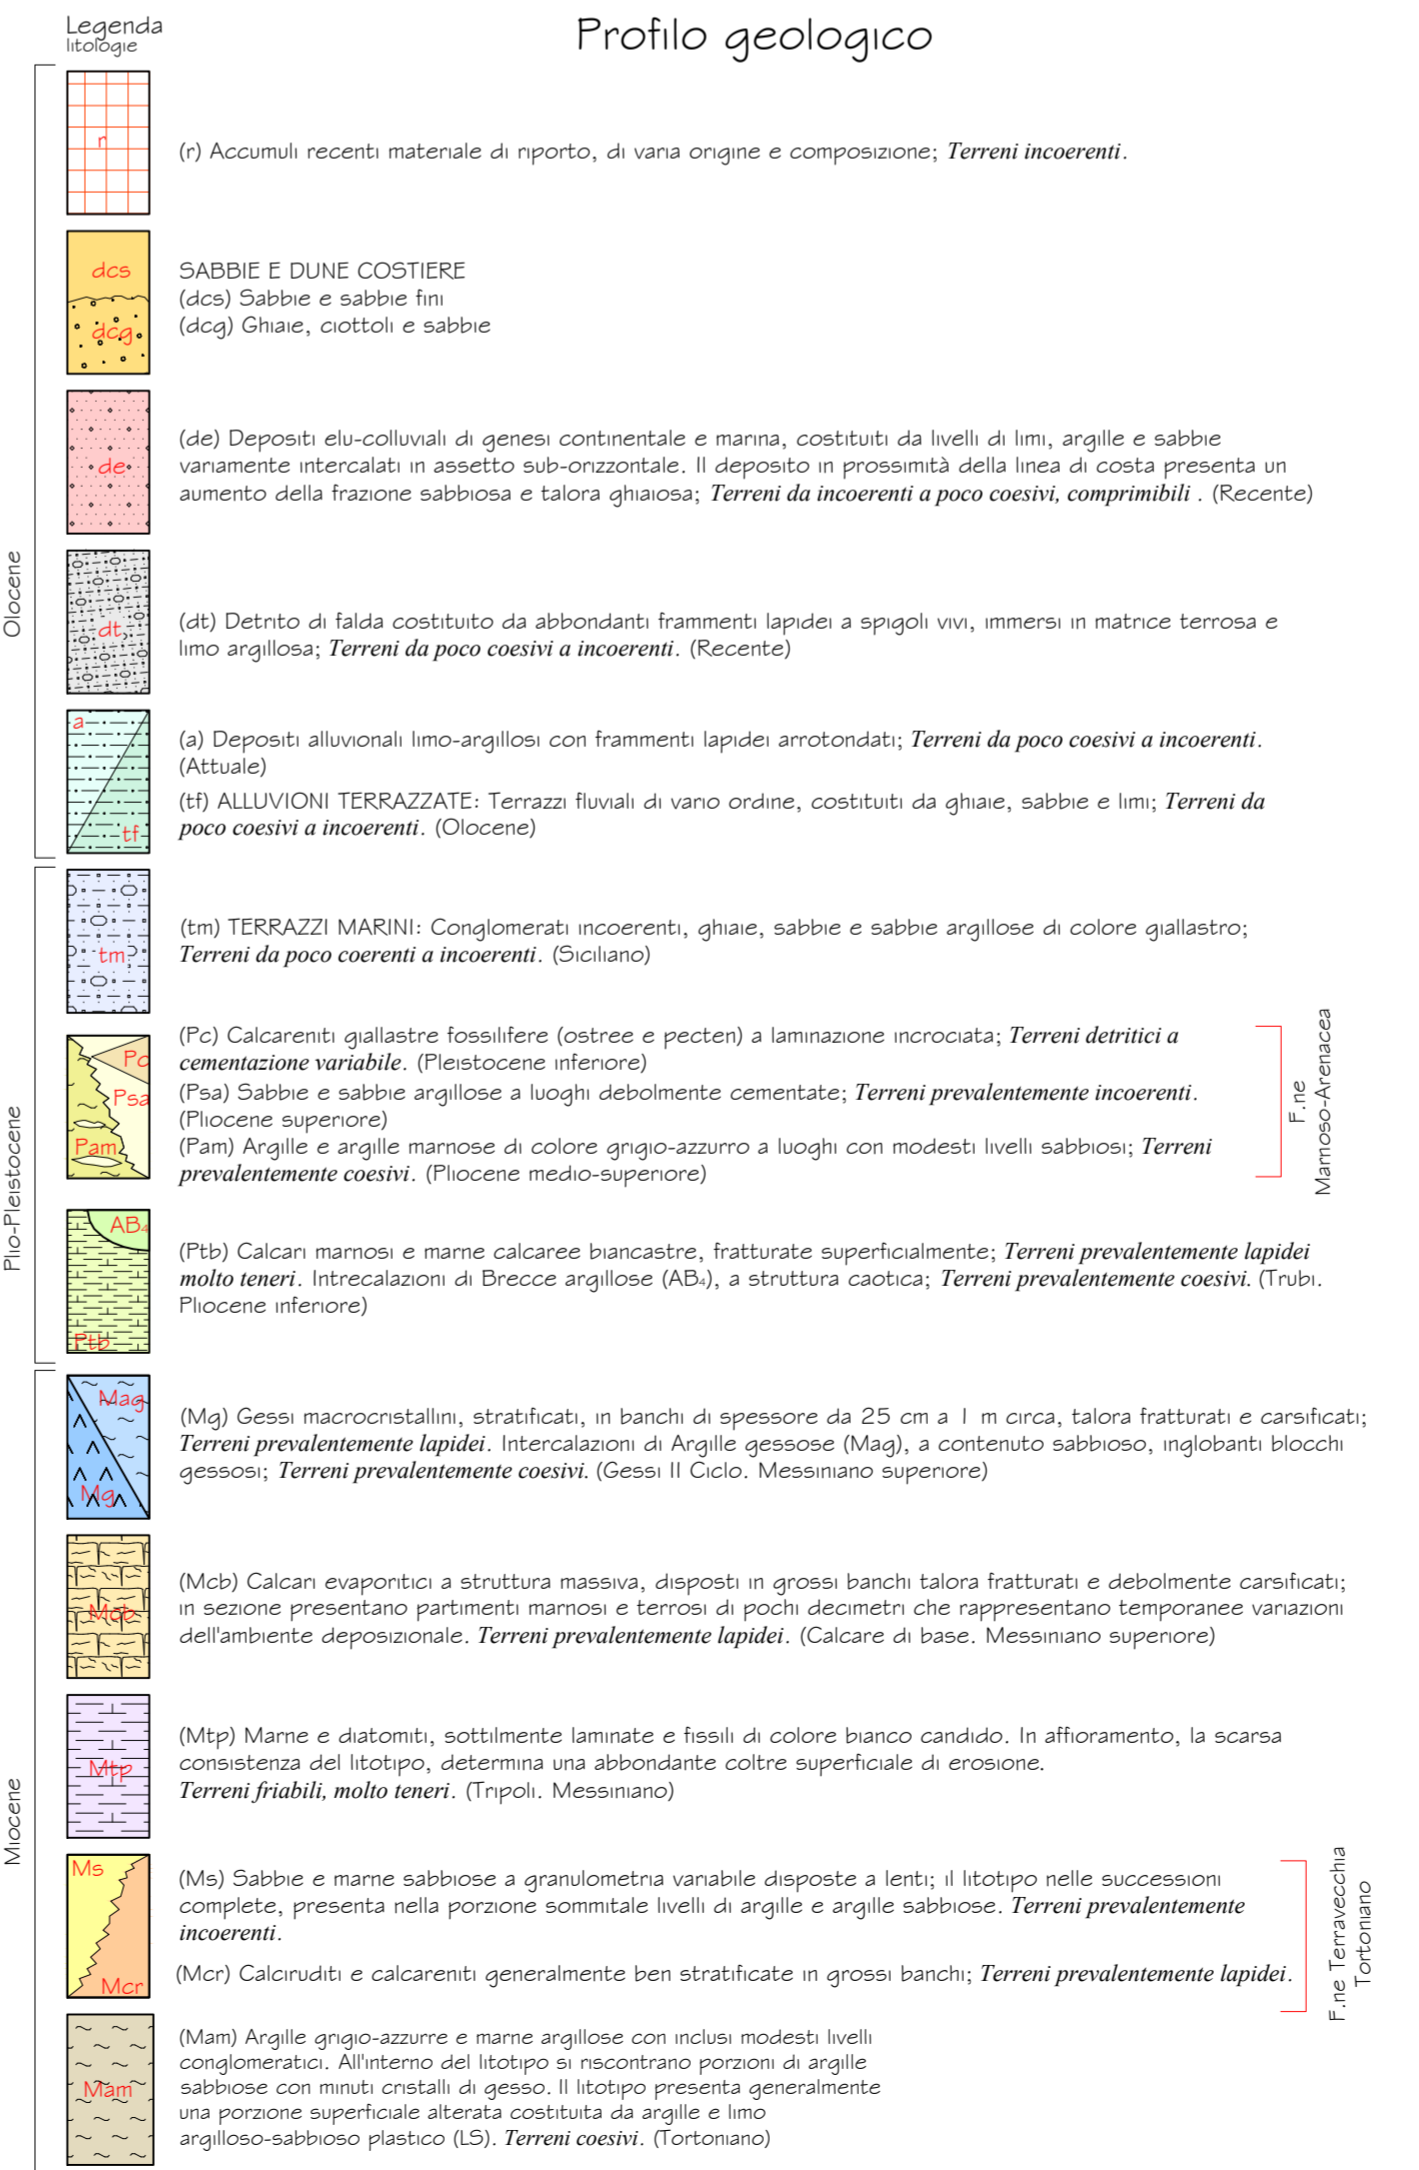 Legenda
litologie
Profilo geologico
r
(r) Accumuli recenti materiale di riporto, di varia origine e composizione; Terreni incoerenti.
dcs
dcg
SABBIE E DUNE COSTIERE
(dcs) Sabbie e sabbie fini
(dcg) Ghiaie, ciottoli e sabbie
de
(de) Depositi elu-colluviali di genesi continentale e marina, costituiti da livelli di limi, argille e sabbie
variamente intercalati in assetto sub-orizzontale. Il deposito in prossimità della linea di costa presenta un
aumento della frazione sabbiosa e talora ghiaiosa; Terreni da incoerenti a poco coesivi, comprimibili . (Recente)
Olocene
dt
(dt) Detrito di falda costituito da abbondanti frammenti lapidei a spigoli vivi, immersi in matrice terrosa e
limo argillosa; Terreni da poco coesivi a incoerenti. (Recente)
a
tf
(a) Depositi alluvionali limo-argillosi con frammenti lapidei arrotondati; Terreni da poco coesivi a incoerenti.
(Attuale)
(tf) ALLUVIONI TERRAZZATE: Terrazzi fluviali di vario ordine, costituiti da ghiaie, sabbie e limi; Terreni da
poco coesivi a incoerenti. (Olocene)
tm
(tm) TERRAZZI MARINI: Conglomerati incoerenti, ghiaie, sabbie e sabbie argillose di colore giallastro;
Terreni da poco coerenti a incoerenti. (Siciliano)
Plio-Pleistocene
Pc
Psa
Pam
(Pc) Calcareniti giallastre fossilifere (ostree e pecten) a laminazione incrociata; Terreni detritici a
cementazione variabile. (Pleistocene inferiore)
(Psa) Sabbie e sabbie argillose a luoghi debolmente cementate; Terreni prevalentemente incoerenti.
(Pliocene superiore)
(Pam) Argille e argille marnose di colore grigio-azzurro a luoghi con modesti livelli sabbiosi; Terreni
prevalentemente coesivi. (Pliocene medio-superiore)
F.ne
Marnoso-Arenacea
AB₄
Ptb
(Ptb) Calcari marnosi e marne calcaree biancastre, fratturate superficialmente; Terreni prevalentemente lapidei
molto teneri. Intrecalazioni di Brecce argillose (AB₄), a struttura caotica; Terreni prevalentemente coesivi. (Trubi.
Pliocene inferiore)
Mag
Mg
(Mg) Gessi macrocristallini, stratificati, in banchi di spessore da 25 cm a 1 m circa, talora fratturati e carsificati;
Terreni prevalentemente lapidei. Intercalazioni di Argille gessose (Mag), a contenuto sabbioso, inglobanti blocchi
gessosi; Terreni prevalentemente coesivi. (Gessi II Ciclo. Messiniano superiore)
Mcb
(Mcb) Calcari evaporitici a struttura massiva, disposti in grossi banchi talora fratturati e debolmente carsificati;
in sezione presentano partimenti marnosi e terrosi di pochi decimetri che rappresentano temporanee variazioni
dell'ambiente deposizionale. Terreni prevalentemente lapidei. (Calcare di base. Messiniano superiore)
Miocene
Mtp
(Mtp) Marne e diatomiti, sottilmente laminate e fissili di colore bianco candido. In affioramento, la scarsa
consistenza del litotipo, determina una abbondante coltre superficiale di erosione.
Terreni friabili, molto teneri. (Tripoli. Messiniano)
Ms
Mcr
(Ms) Sabbie e marne sabbiose a granulometria variabile disposte a lenti; il litotipo nelle successioni
complete, presenta nella porzione sommitale livelli di argille e argille sabbiose. Terreni prevalentemente
incoerenti.
(Mcr) Calciruditi e calcareniti generalmente ben stratificate in grossi banchi; Terreni prevalentemente lapidei.
F.ne Terravecchia
Tortoniano
Mam
(Mam) Argille grigio-azzurre e marne argillose con inclusi modesti livelli
conglomeratici. All'interno del litotipo si riscontrano porzioni di argille
sabbiose con minuti cristalli di gesso. Il litotipo presenta generalmente
una porzione superficiale alterata costituita da argille e limo
argilloso-sabbioso plastico (LS). Terreni coesivi. (Tortoniano)